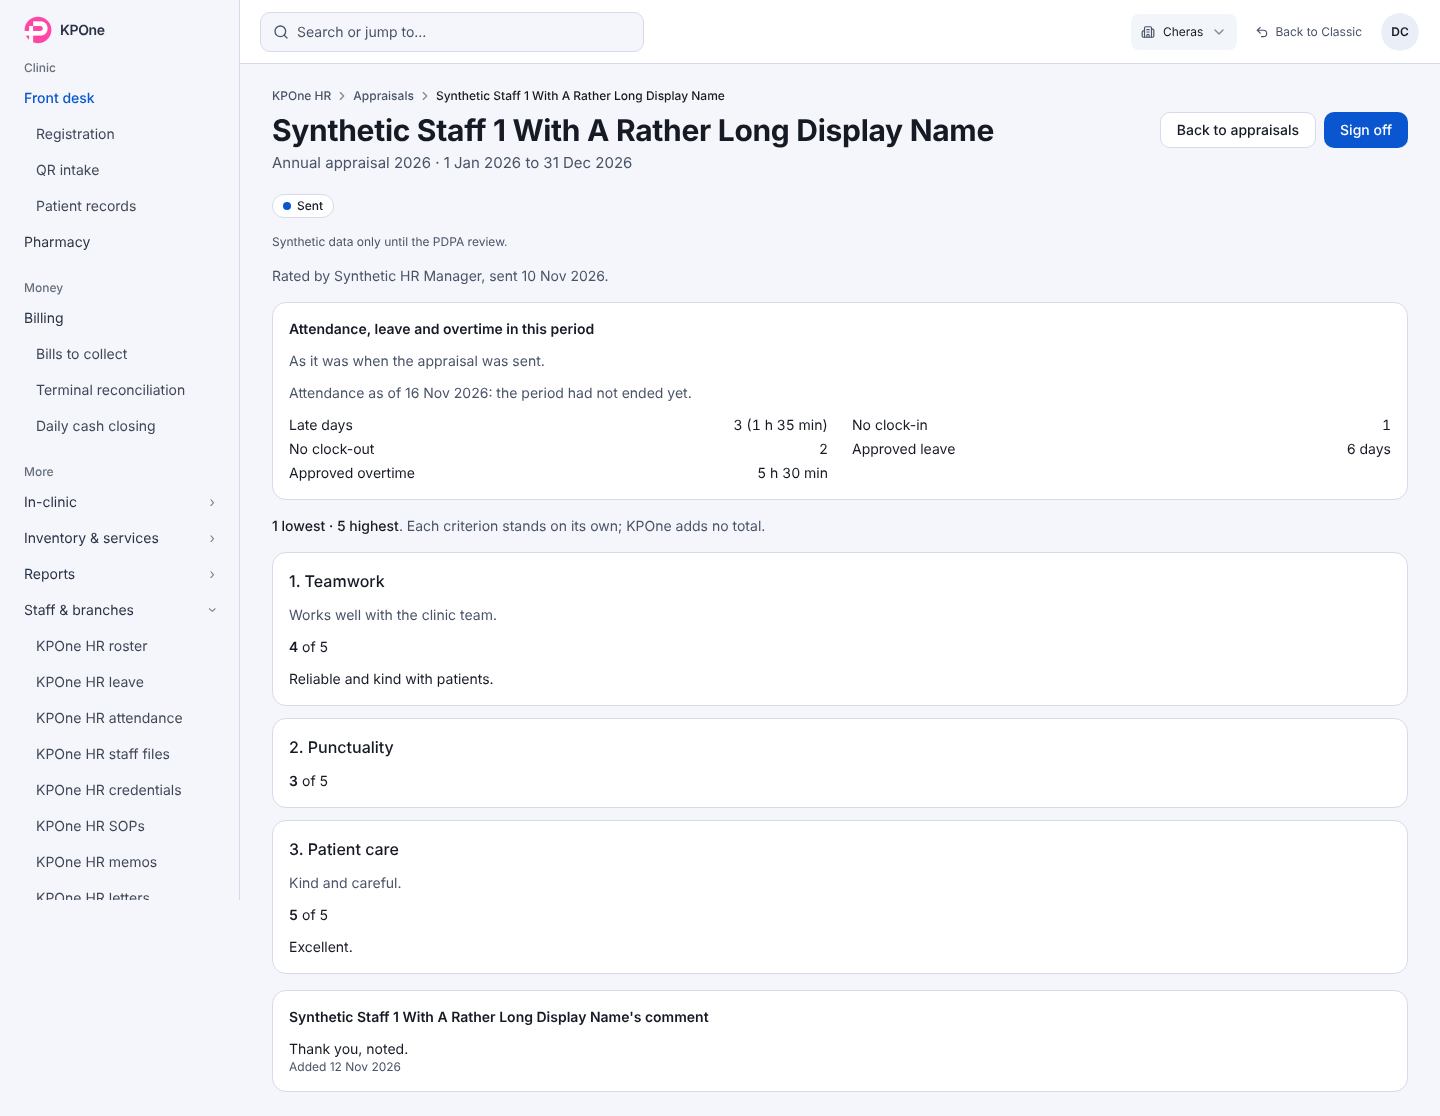 KPOne
Clinic
Front desk
Registration
QR intake
Patient records
Pharmacy
Money
Billing
Bills to collect
Terminal reconciliation
Daily cash closing
More
In-clinic
Inventory & services
Reports
Staff & branches
KPOne HR roster
KPOne HR leave
KPOne HR attendance
KPOne HR staff files
KPOne HR credentials
KPOne HR SOPs
KPOne HR memos
KPOne HR letters
Search or jump to...
Cheras
Back to Classic
DC
KPOne HR > Appraisals > Synthetic Staff 1 With A Rather Long Display Name
Synthetic Staff 1 With A Rather Long Display Name
Back to appraisals
Sign off
Annual appraisal 2026 · 1 Jan 2026 to 31 Dec 2026
Sent
Synthetic data only until the PDPA review.
Rated by Synthetic HR Manager, sent 10 Nov 2026.
Attendance, leave and overtime in this period
As it was when the appraisal was sent.
Attendance as of 16 Nov 2026: the period had not ended yet.
Late days 3 (1 h 35 min) No clock-in 1
No clock-out 2 Approved leave 6 days
Approved overtime 5 h 30 min
1 lowest · 5 highest. Each criterion stands on its own; KPOne adds no total.
1. Teamwork
Works well with the clinic team.
4 of 5
Reliable and kind with patients.
2. Punctuality
3 of 5
3. Patient care
Kind and careful.
5 of 5
Excellent.
Synthetic Staff 1 With A Rather Long Display Name's comment
Thank you, noted.
Added 12 Nov 2026